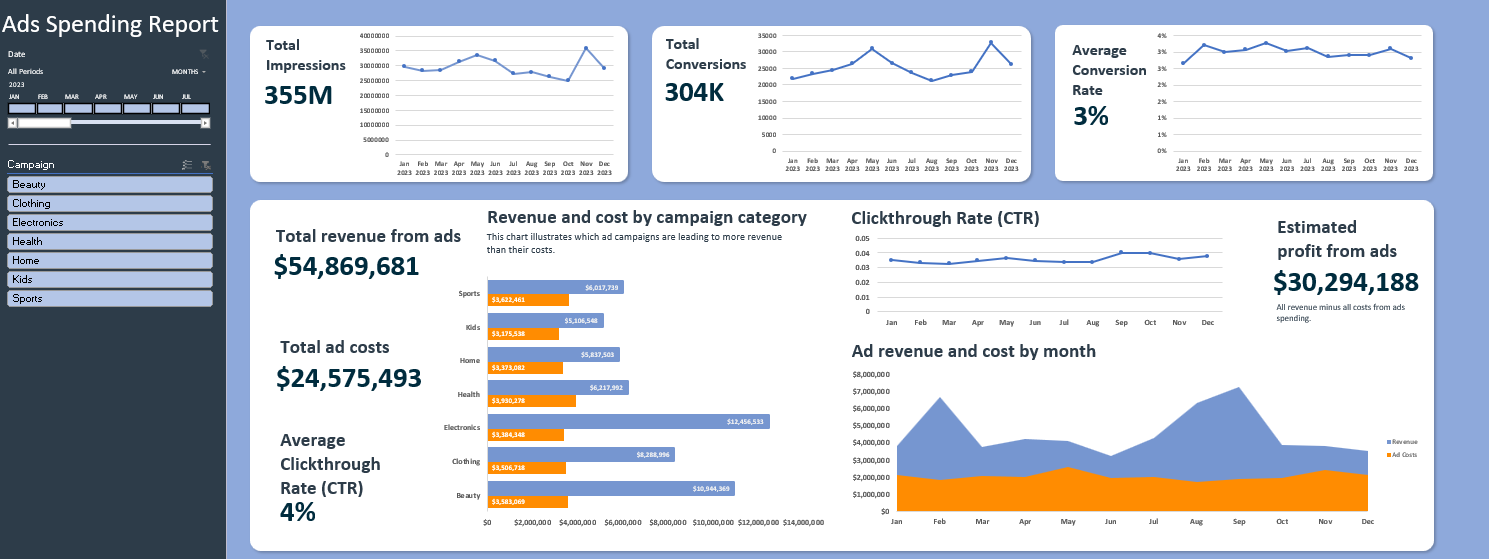 Ads Spending Report
Date
All Periods
MONTHS
2023
JAN FEB MAR APR MAY JUN JUL
Campaign
Beauty
Clothing
Electronics
Health
Home
Kids
Sports
Total
Impressions
355M
40000000
35000000
30000000
25000000
20000000
15000000
10000000
5000000
0
Jan Feb Mar Apr May Jun Jul Aug Sep Oct Nov Dec
2023 2023 2023 2023 2023 2023 2023 2023 2023 2023 2023 2023
Total
Conversions
304K
35000
30000
25000
20000
15000
10000
5000
0
Jan Feb Mar Apr May Jun Jul Aug Sep Oct Nov Dec
2023 2023 2023 2023 2023 2023 2023 2023 2023 2023 2023 2023
Average
Conversion
Rate
3%
4%
3%
3%
2%
2%
1%
1%
0%
Jan Feb Mar Apr May Jun Jul Aug Sep Oct Nov Dec
2023 2023 2023 2023 2023 2023 2023 2023 2023 2023 2023 2023
Total revenue from ads
$54,869,681
Total ad costs
$24,575,493
Average
Clickthrough
Rate (CTR)
4%
Revenue and cost by campaign category
This chart illustrates which ad campaigns are leading to more revenue
than their costs.
Sports
$6,017,739
$3,622,461
Kids
$5,106,548
$3,175,538
Home
$5,837,503
$3,373,082
Health
$6,217,992
$3,930,278
Electronics
$12,456,533
$3,384,348
Clothing
$8,288,996
$3,506,718
Beauty
$10,944,369
$3,583,069
$0 $2,000,000 $4,000,000 $6,000,000 $8,000,000 $10,000,000 $12,000,000 $14,000,000
Clickthrough Rate (CTR)
0.05
0.04
0.03
0.02
0.01
0
Jan Feb Mar Apr May Jun Jul Aug Sep Oct Nov Dec
Estimated
profit from ads
$30,294,188
All revenue minus all costs from ads
spending.
Ad revenue and cost by month
$8,000,000
$7,000,000
$6,000,000
$5,000,000
$4,000,000
$3,000,000
$2,000,000
$1,000,000
$0
Jan Feb Mar Apr May Jun Jul Aug Sep Oct Nov Dec
Revenue
Ad Costs